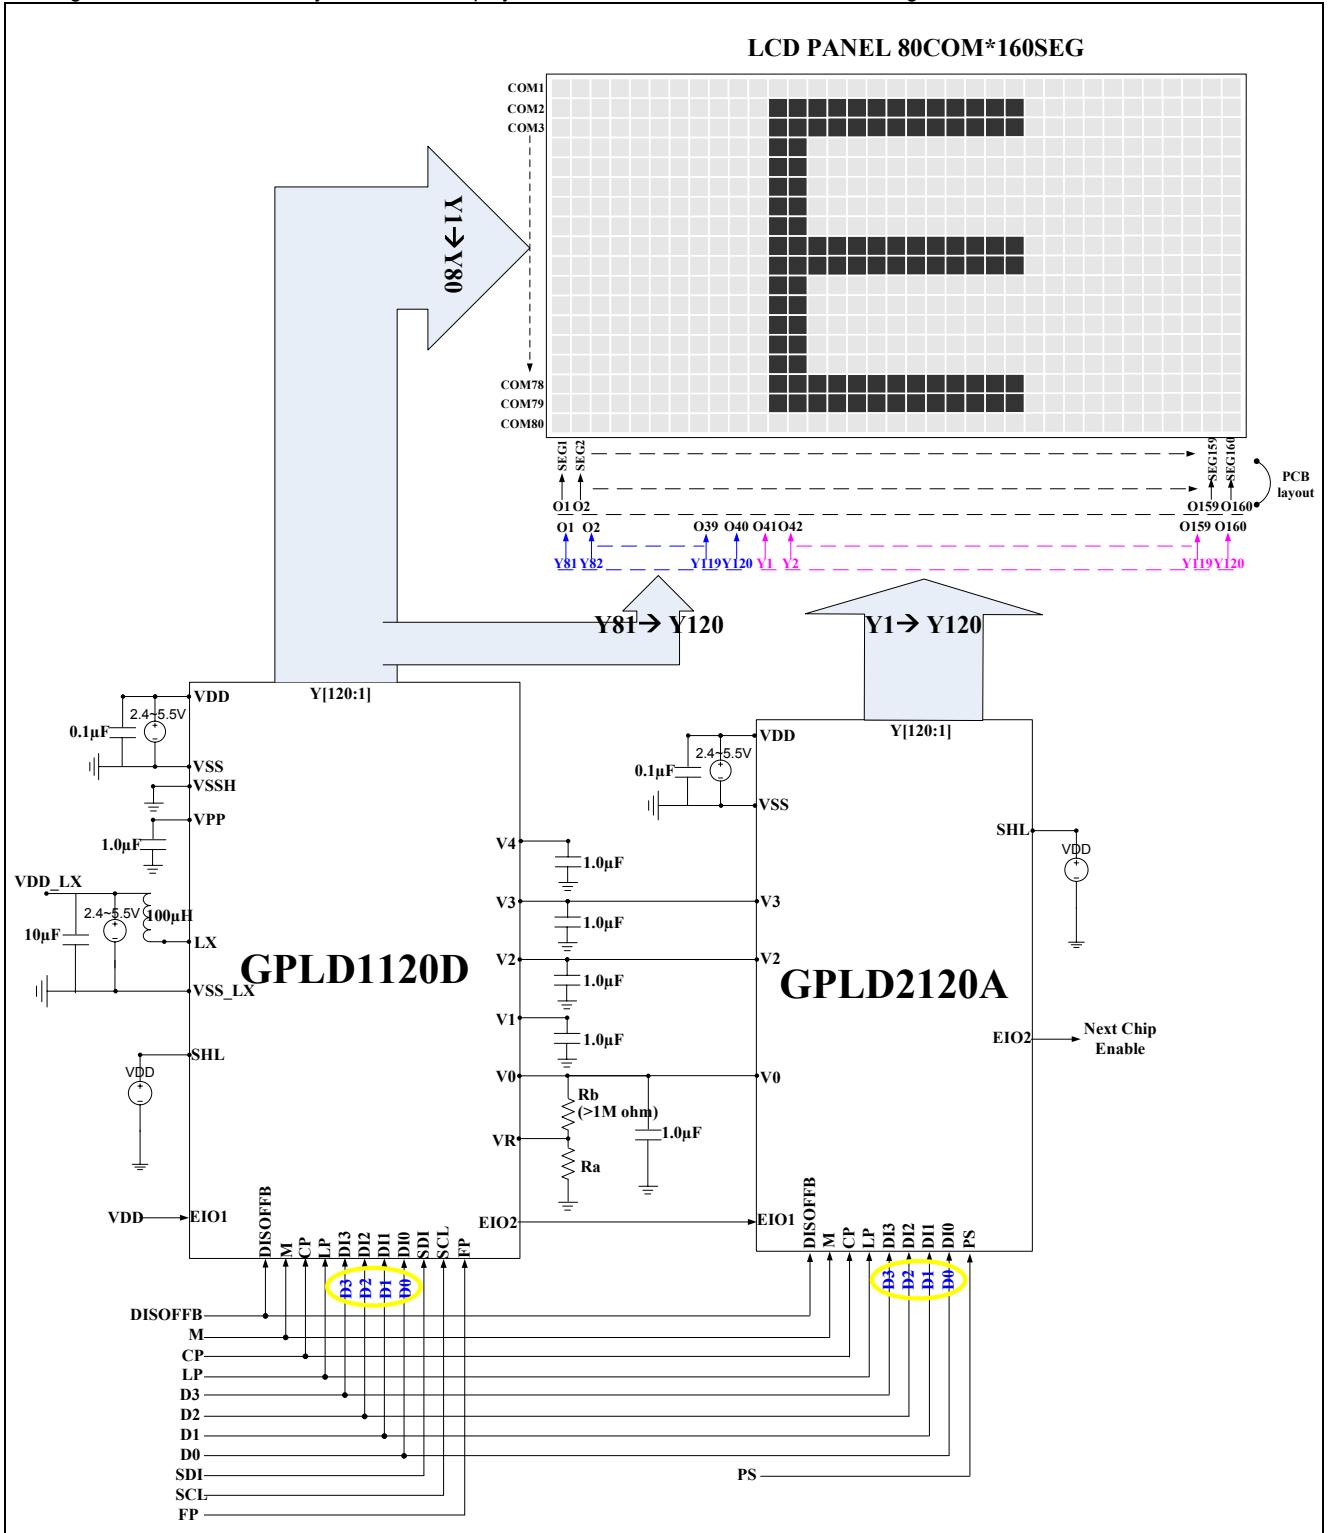 LCD PANEL 80COM*160SEG
COM1
COM2
COM3
Y1→Y80
COM78
COM79
COM80
SEG1
SEG2
SEG159
SEG160
PCB
layout
O1 O2
O159 O160
O1 O2 O39 O40 O41 O42 O159 O160
Y81 Y82 Y119 Y120 Y1 Y2 Y119 Y120
Y81→ Y120
Y1→ Y120
Y[120:1]
VDD
2.4~5.5V
0.1µF
VSS
VSSH
VPP
1.0µF
VDD_LX
2.4~5.5V
100µH
10µF
LX
VSS_LX
SHL
VDD
VDD
EIO1
GPLD1120D
V4
1.0µF
V3
1.0µF
V2
1.0µF
V1
1.0µF
V0
Rb
(>1M ohm)
1.0µF
VR
Ra
EIO2
DISOFFB
M
CP
LP
DI3
DI2
DI1
DI0
SDI
SCL
FP
D3
D2
D1
D0
Y[120:1]
VDD
2.4~5.5V
0.1µF
VSS
SHL
VDD
V3
V2
GPLD2120A
EIO2
Next Chip
Enable
V0
EIO1
DISOFFB
M
CP
LP
DI3
DI2
DI1
DI0
PS
D3
D2
D1
D0
DISOFFB
M
CP
LP
D3
D2
D1
D0
SDI
PS
SCL
FP